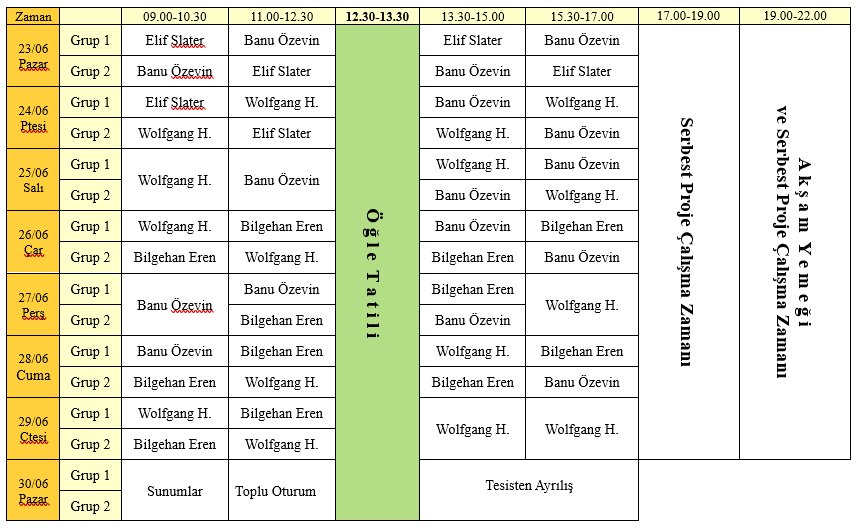 Zaman 09.00-10.30 11.00-12.30 12.30-13.30 13.30-15.00 15.30-17.00 17.00-19.00 19.00-22.00
23/06 Pazar
Grup 1 Elif Slater Banu Özevin Elif Slater Banu Özevin
Grup 2 Banu Özevin Elif Slater Banu Özevin Elif Slater
24/06 Ptesi
Grup 1 Elif Slater Wolfgang H. Banu Özevin Wolfgang H.
Grup 2 Wolfgang H. Elif Slater Wolfgang H. Banu Özevin
25/06 Salı
Grup 1 Wolfgang H. Banu Özevin Wolfgang H. Banu Özevin
Grup 2 Banu Özevin Wolfgang H.
26/06 Çar
Grup 1 Wolfgang H. Bilgehan Eren Banu Özevin Bilgehan Eren
Grup 2 Bilgehan Eren Wolfgang H. Bilgehan Eren Banu Özevin
27/06 Perş
Grup 1 Banu Özevin Banu Özevin Bilgehan Eren Wolfgang H.
Grup 2 Bilgehan Eren Banu Özevin
28/06 Cuma
Grup 1 Banu Özevin Bilgehan Eren Wolfgang H. Bilgehan Eren
Grup 2 Bilgehan Eren Wolfgang H. Bilgehan Eren Banu Özevin
29/06 Ctesi
Grup 1 Wolfgang H. Bilgehan Eren Wolfgang H. Wolfgang H.
Grup 2 Bilgehan Eren Wolfgang H.
30/06 Pazar
Grup 1 Sunumlar Toplu Oturum Tesisten Ayrılış
Grup 2
Öğle Tatili
Serbest Proje Çalışma Zamanı
Akşam Yemeği
ve Serbest Proje Çalışma Zamanı